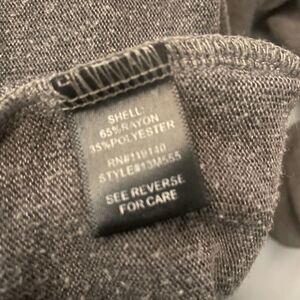 SHELL:
65%RAYON
35%POLYESTER
RN#119140
STYLE#13M555
SEE REVERSE
FOR CARE